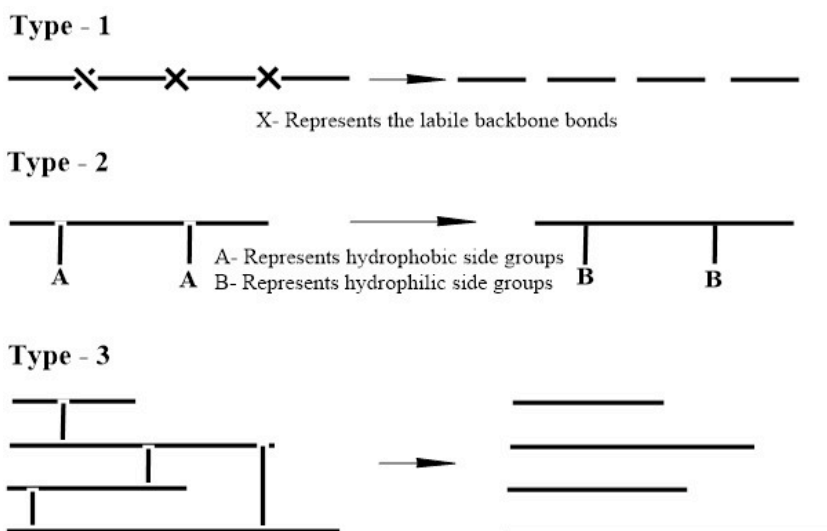 Type - 1
X- Represents the labile backbone bonds
Type - 2
A- Represents hydrophobic side groups
B- Represents hydrophilic side groups
A A B B
Type - 3